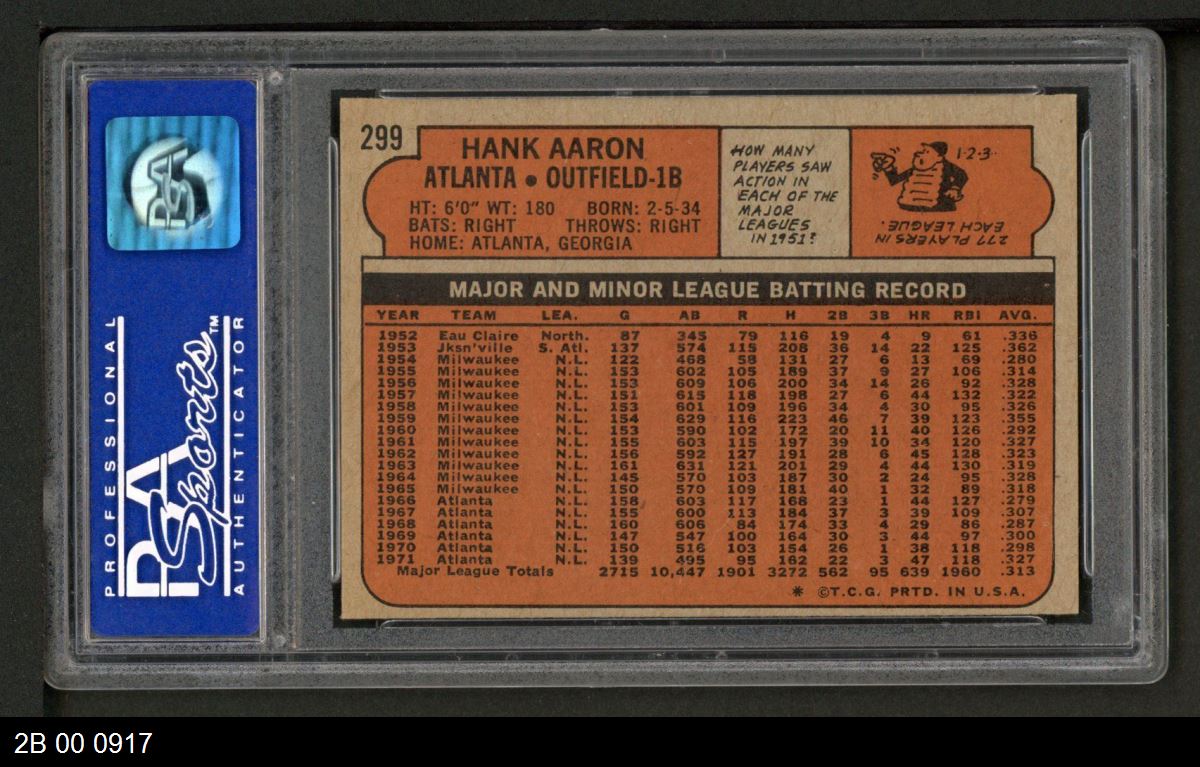 PROFESSIONAL
PSA
Sports™
AUTHENTICATOR
PSA
299
HANK AARON
ATLANTA • OUTFIELD-1B
HT: 6'0" WT: 180 BORN: 2-5-34
BATS: RIGHT THROWS: RIGHT
HOME: ATLANTA, GEORGIA
HOW MANY
PLAYERS SAW
ACTION IN
EACH OF THE
MAJOR
LEAGUES
IN 1951?
1-2-3--
277 PLAYERS IN
EACH LEAGUE.
MAJOR AND MINOR LEAGUE BATTING RECORD
YEAR TEAM LEA. G AB R H 2B 3B HR RBI AVG.
1952 Eau Claire North. 87 345 79 116 19 4 9 61 .336
1953 Jksn'ville S. Atl. 137 574 115 208 36 14 22 125 .362
1954 Milwaukee N.L. 122 468 58 131 27 6 13 69 .280
1955 Milwaukee N.L. 153 602 105 189 37 9 27 106 .314
1956 Milwaukee N.L. 153 609 106 200 34 14 26 92 .328
1957 Milwaukee N.L. 151 615 118 198 27 6 44 132 .322
1958 Milwaukee N.L. 153 601 109 196 34 4 30 95 .326
1959 Milwaukee N.L. 154 629 116 223 46 7 39 123 .355
1960 Milwaukee N.L. 153 590 102 172 20 11 40 126 .292
1961 Milwaukee N.L. 155 603 115 197 39 10 34 120 .327
1962 Milwaukee N.L. 156 592 127 191 28 6 45 128 .323
1963 Milwaukee N.L. 161 631 121 201 29 4 44 130 .319
1964 Milwaukee N.L. 145 570 103 187 30 2 24 95 .328
1965 Milwaukee N.L. 150 570 109 181 40 1 32 89 .318
1966 Atlanta N.L. 158 603 117 168 23 1 44 127 .279
1967 Atlanta N.L. 155 600 113 184 37 3 39 109 .307
1968 Atlanta N.L. 160 606 84 174 33 4 29 86 .287
1969 Atlanta N.L. 147 547 100 164 30 3 44 97 .300
1970 Atlanta N.L. 150 516 103 154 26 1 38 118 .298
1971 Atlanta N.L. 139 495 95 162 22 3 47 118 .327
Major League Totals 2715 10,447 1901 3272 562 95 639 1960 .313
* ©T.C.G. PRTD. IN U.S.A.
2B 00 0917